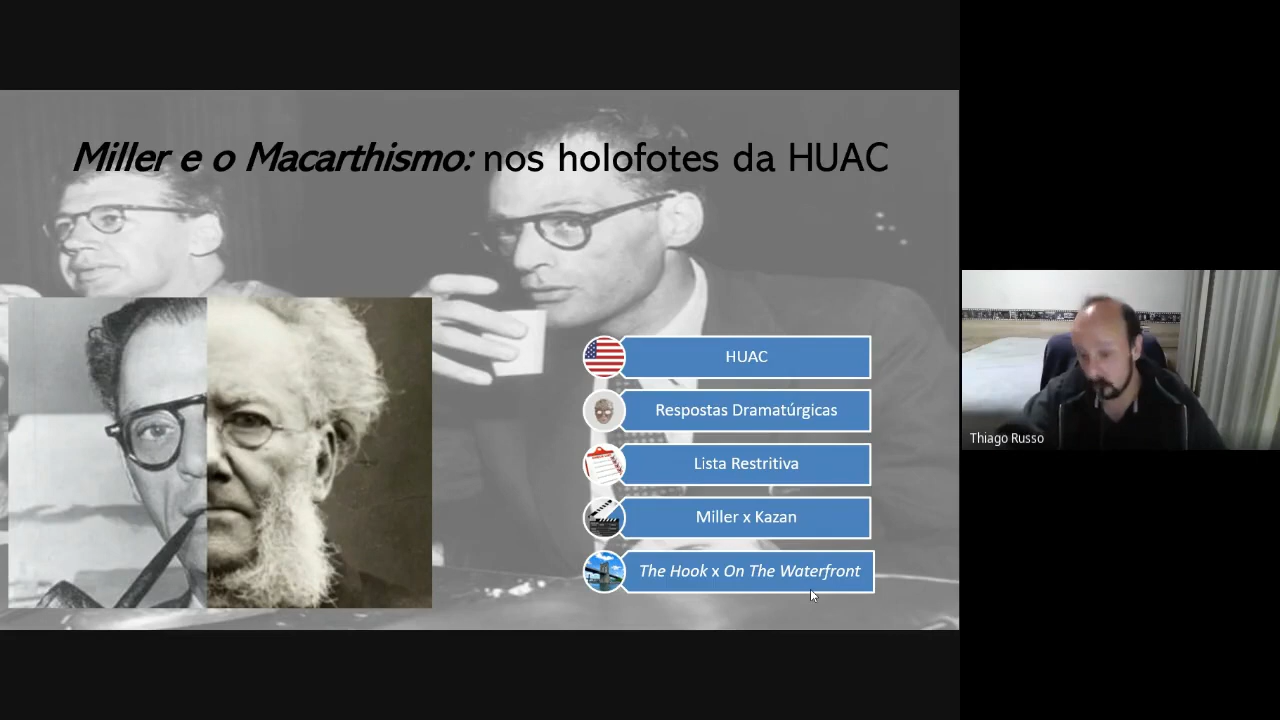 Miller e o Macarthismo: nos holofotes da HUAC
HUAC
Respostas Dramatúrgicas
Lista Restritiva
Miller x Kazan
The Hook x On The Waterfront
Thiago Russo